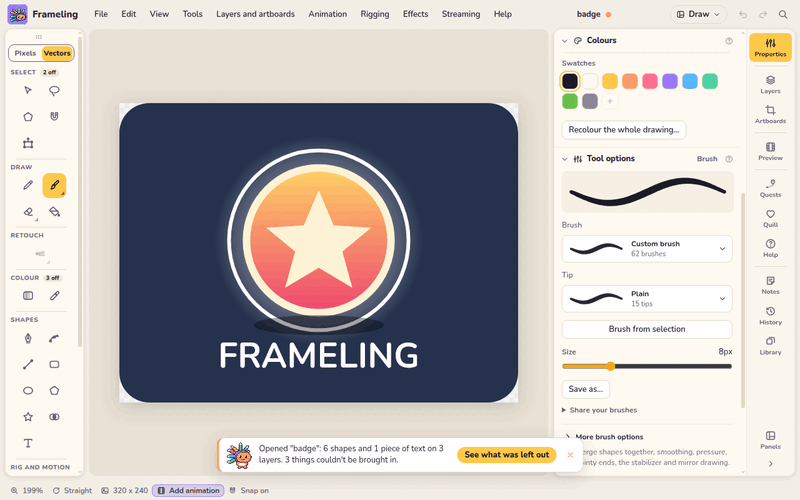 Frameling
File Edit View Tools Layers and artboards Animation Rigging Effects Streaming Help
badge
Draw
Pixels Vectors
SELECT 2 off
DRAW
RETOUCH
COLOUR 3 off
SHAPES
RIG AND MOTION
FRAMELING
Opened "badge": 6 shapes and 1 piece of text on 3
layers. 3 things couldn't be brought in.
See what was left out
Colours
Swatches
Recolour the whole drawing...
Tool options Brush
Brush
Custom brush
62 brushes
Tip
Plain
15 tips
Brush from selection
Size 8px
Save as...
Share your brushes
More brush options
erge shapes together, smoothing, pressure,
ointy ends, the stabilizer and mirror drawing.
Properties
Layers
Artboards
Preview
Quests
Quill
Help
Notes
History
Library
Panels
199% Straight 320 x 240 Add animation Snap on